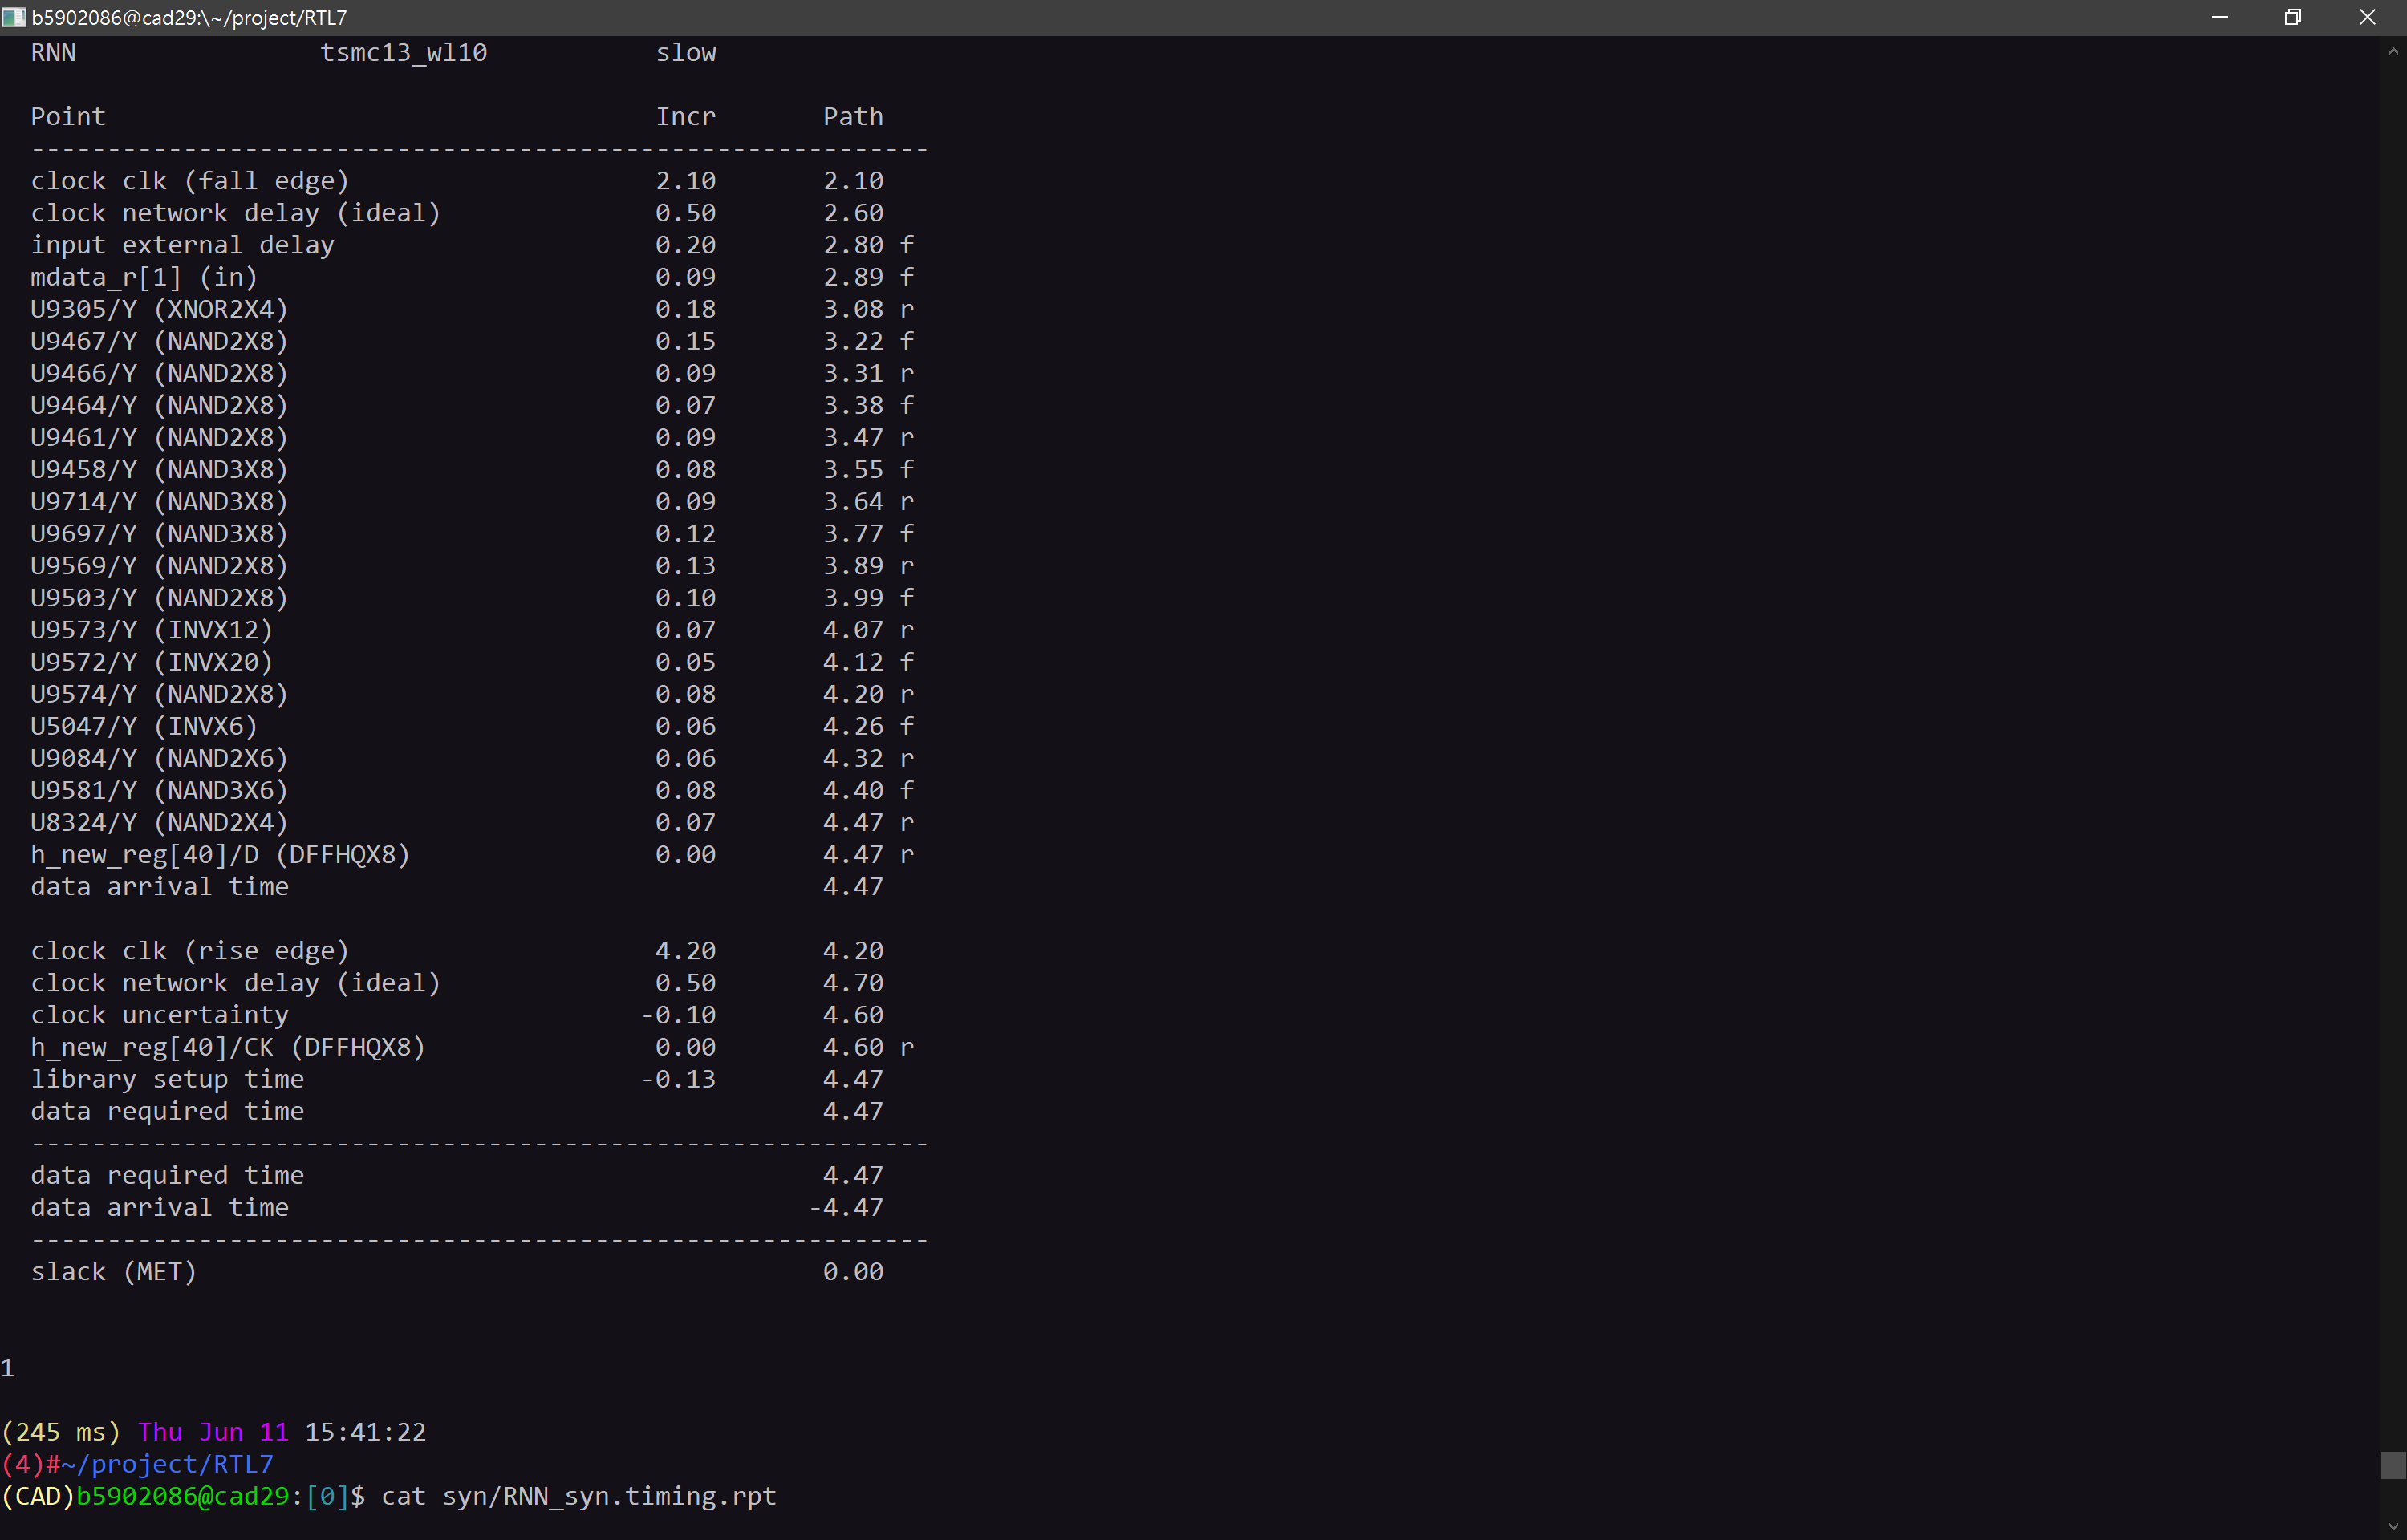 b5902086@cad29:\~/project/RTL7
RNN                tsmc13_wl10           slow
Point                                    Incr       Path
-----------------------------------------------------------
clock clk (fall edge)                    2.10       2.10
clock network delay (ideal)              0.50       2.60
input external delay                     0.20       2.80 f
mdata_r[1] (in)                          0.09       2.89 f
U9305/Y (XNOR2X4)                        0.18       3.08 r
U9467/Y (NAND2X8)                        0.15       3.22 f
U9466/Y (NAND2X8)                        0.09       3.31 r
U9464/Y (NAND2X8)                        0.07       3.38 f
U9461/Y (NAND2X8)                        0.09       3.47 r
U9458/Y (NAND3X8)                        0.08       3.55 f
U9714/Y (NAND3X8)                        0.09       3.64 r
U9697/Y (NAND3X8)                        0.12       3.77 f
U9569/Y (NAND2X8)                        0.13       3.89 r
U9503/Y (NAND2X8)                        0.10       3.99 f
U9573/Y (INVX12)                         0.07       4.07 r
U9572/Y (INVX20)                         0.05       4.12 f
U9574/Y (NAND2X8)                        0.08       4.20 r
U5047/Y (INVX6)                          0.06       4.26 f
U9084/Y (NAND2X6)                        0.06       4.32 r
U9581/Y (NAND3X6)                        0.08       4.40 f
U8324/Y (NAND2X4)                        0.07       4.47 r
h_new_reg[40]/D (DFFHQX8)                0.00       4.47 r
data arrival time                                   4.47
clock clk (rise edge)                    4.20       4.20
clock network delay (ideal)              0.50       4.70
clock uncertainty                       -0.10       4.60
h_new_reg[40]/CK (DFFHQX8)               0.00       4.60 r
library setup time                      -0.13       4.47
data required time                                  4.47
-----------------------------------------------------------
data required time                                  4.47
data arrival time                                  -4.47
-----------------------------------------------------------
slack (MET)                                         0.00
1
(245 ms) Thu Jun 11 15:41:22
(4)#~/project/RTL7
(CAD)b5902086@cad29:[0]$ cat syn/RNN_syn.timing.rpt